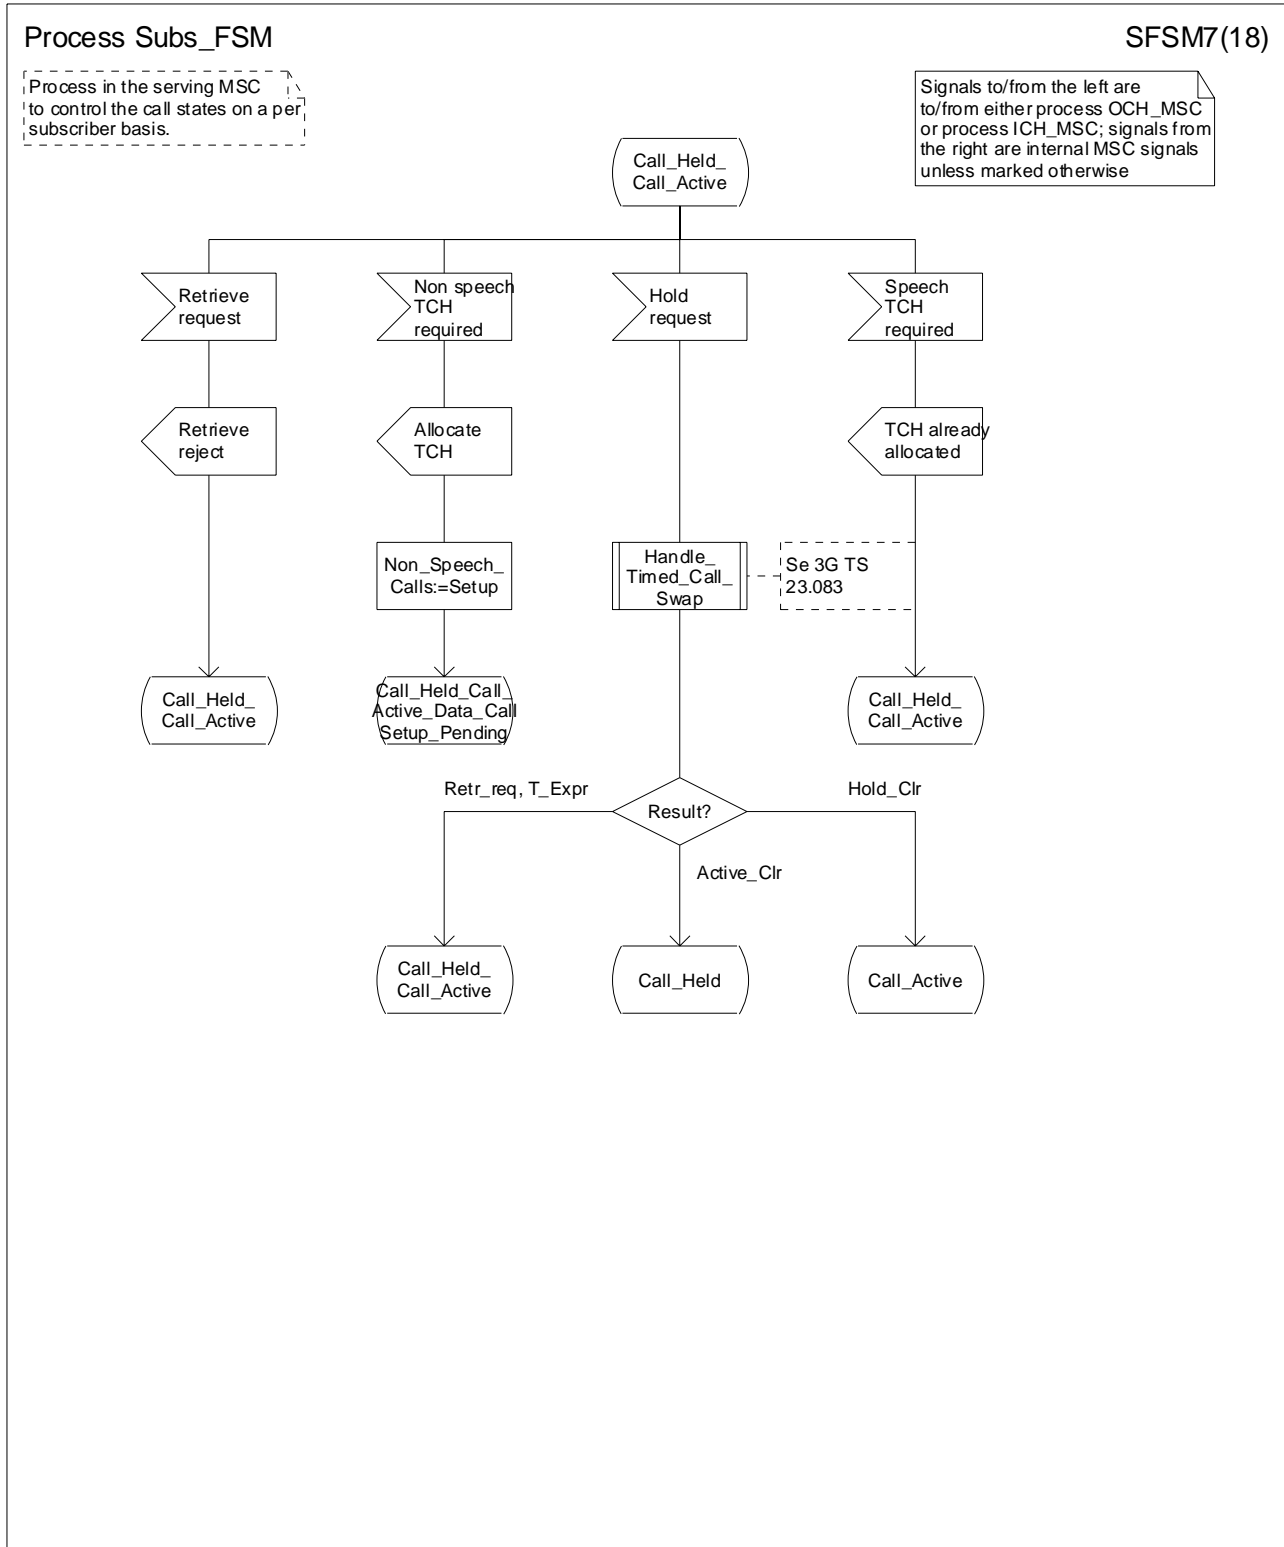 Process Subs_FSM
SFSM7(18)
Process in the serving MSC
to control the call states on a per
subscriber basis.
Signals to/from the left are
to/from either process OCH_MSC
or process ICH_MSC; signals from
the right are internal MSC signals
unless marked otherwise
Call_Held_
Call_Active
Retrieve
request
Non speech
TCH
required
Hold
request
Speech
TCH
required
Retrieve
reject
Allocate
TCH
TCH already
allocated
Non_Speech_
Calls:=Setup
Handle_
Timed_Call_
Swap
Se 3G TS
23.083
Call_Held_
Call_Active
Call_Held_Call_
Active_Data_Call
Setup_Pending
Call_Held_
Call_Active
Retr_req, T_Expr
Result?
Hold_Clr
Active_Clr
Call_Held_
Call_Active
Call_Held
Call_Active